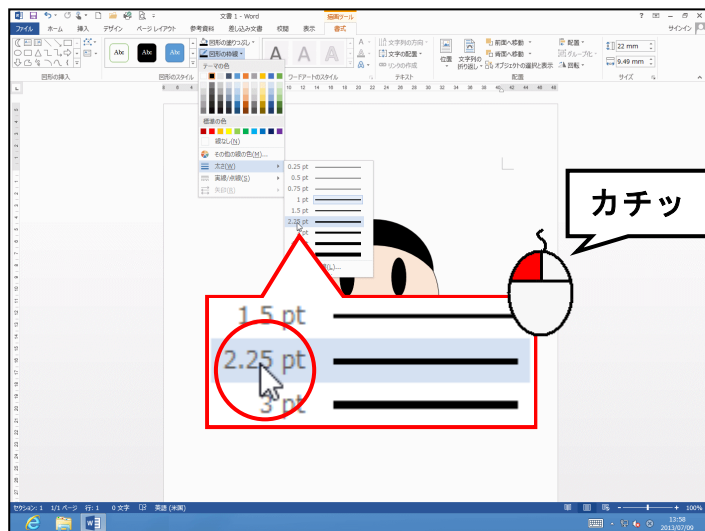 文書 1 - Word
描画ツール
ファイル ホーム 挿入 デザイン ページ レイアウト 参考資料 差し込み文書 校閲 表示 書式 サインイン
Abc Abc Abc
図形の塗りつぶし
図形の枠線
A A A
文字列の方向
文字の配置
リンクの作成
位置 文字列の折り返し
前面へ移動
背面へ移動
オブジェクトの選択と表示
配置
グループ化
回転
22 mm
9.49 mm
図形の挿入 図形のスタイル ワードアートのスタイル テキスト 配置 サイズ
テーマの色
標準の色
線なし(N)
その他の線の色(M)...
太さ(W)
実線/点線(S)
矢印(R)
0.25 pt
0.5 pt
0.75 pt
1 pt
1.5 pt
2.25 pt
カチッ
1.5 pt
2.25 pt
3 pt
セクション: 1 1/1 ページ 行: 1 0 文字 英語 (米国) 100%
13:58
2013/07/09